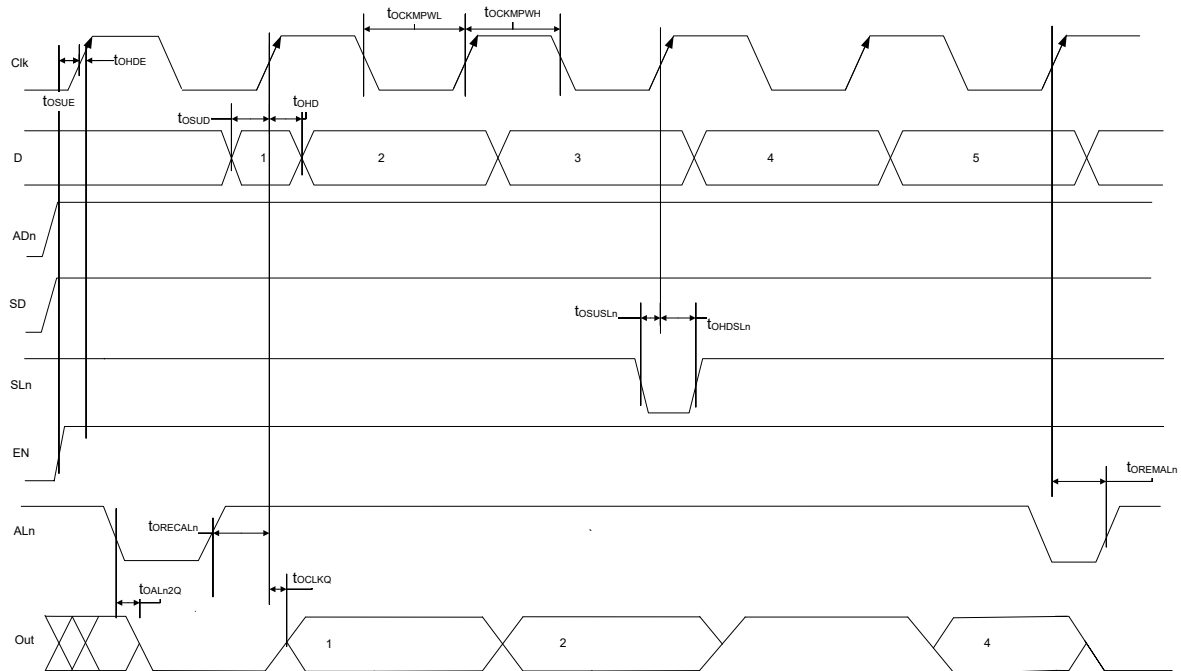 tOCKMPWL tOCKMPWH
Clk
tOHDE
tOSUE
tOSUD tOHD
D 1 2 3 4 5
ADn
SD
tOSUSLn tOHDSLn
SLn
EN
tOREMALn
ALn
tORECALn
tOCLKQ
tOALn2Q
Out 1 2 4